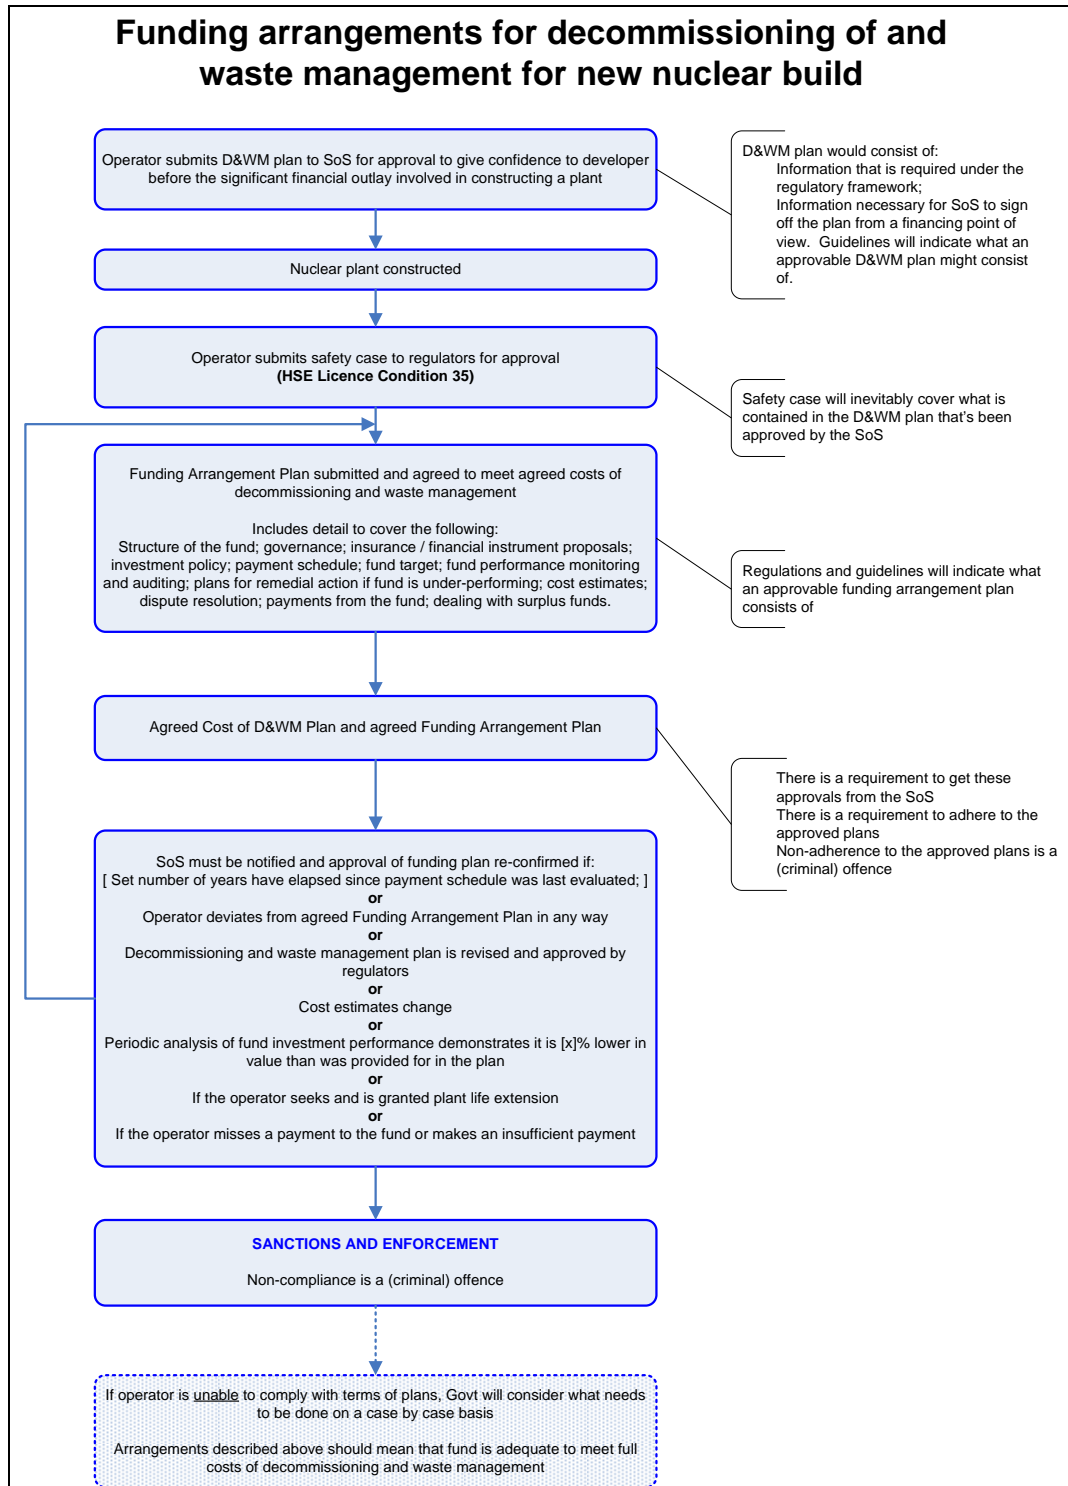 Funding arrangements for decommissioning of and
waste management for new nuclear build
Operator submits D&WM plan to SoS for approval to give confidence to developer
before the significant financial outlay involved in constructing a plant
D&WM plan would consist of:
Information that is required under the
regulatory framework;
Information necessary for SoS to sign
off the plan from a financing point of
view.  Guidelines will indicate what an
approvable D&WM plan might consist
of.
Nuclear plant constructed
Operator submits safety case to regulators for approval
(HSE Licence Condition 35)
Safety case will inevitably cover what is
contained in the D&WM plan that's been
approved by the SoS
Funding Arrangement Plan submitted and agreed to meet agreed costs of
decommissioning and waste management
Includes detail to cover the following:
Structure of the fund; governance; insurance / financial instrument proposals;
investment policy; payment schedule; fund target; fund performance monitoring
and auditing; plans for remedial action if fund is under-performing; cost estimates;
dispute resolution; payments from the fund; dealing with surplus funds.
Regulations and guidelines will indicate what
an approvable funding arrangement plan
consists of
Agreed Cost of D&WM Plan and agreed Funding Arrangement Plan
There is a requirement to get these
approvals from the SoS
There is a requirement to adhere to the
approved plans
Non-adherence to the approved plans is a
(criminal) offence
SoS must be notified and approval of funding plan re-confirmed if:
[ Set number of years have elapsed since payment schedule was last evaluated; ]
or
Operator deviates from agreed Funding Arrangement Plan in any way
or
Decommissioning and waste management plan is revised and approved by
regulators
or
Cost estimates change
or
Periodic analysis of fund investment performance demonstrates it is [x]% lower in
value than was provided for in the plan
or
If the operator seeks and is granted plant life extension
or
If the operator misses a payment to the fund or makes an insufficient payment
SANCTIONS AND ENFORCEMENT
Non-compliance is a (criminal) offence
If operator is unable to comply with terms of plans, Govt will consider what needs
to be done on a case by case basis
Arrangements described above should mean that fund is adequate to meet full
costs of decommissioning and waste management